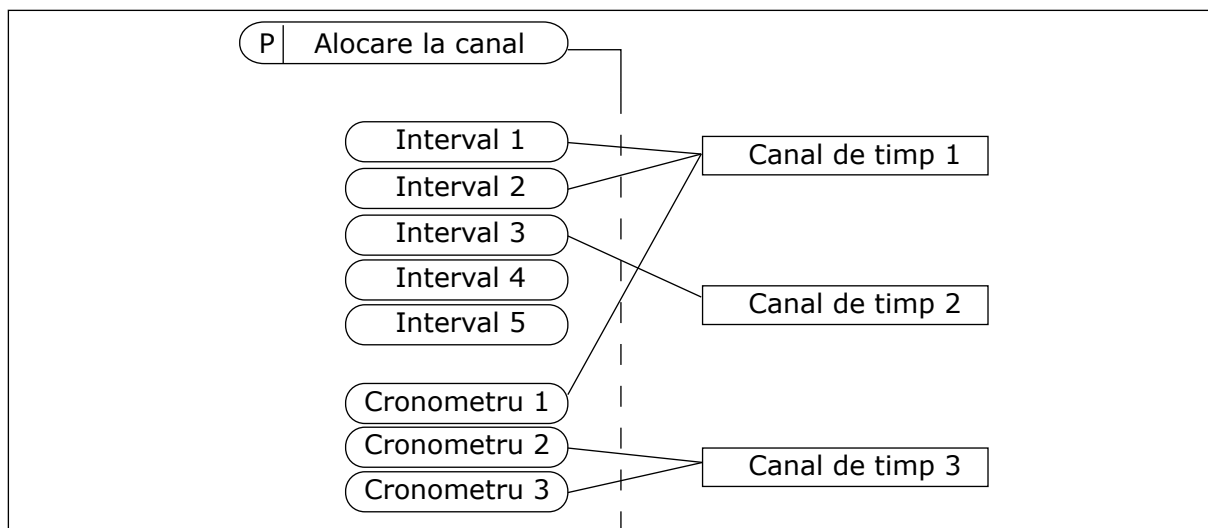 P Alocare la canal
Interval 1
Canal de timp 1
Interval 2
Interval 3
Interval 4
Canal de timp 2
Interval 5
Cronometru 1
Cronometru 2
Canal de timp 3
Cronometru 3